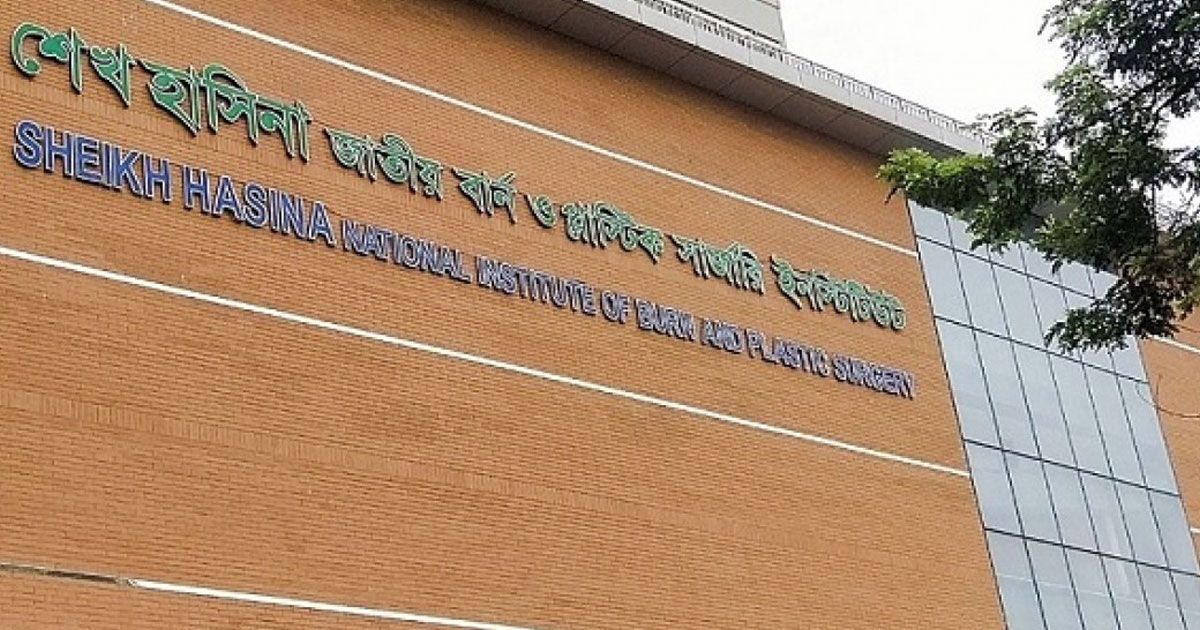 শেখ হাসিনা জাতীয় বার্ন ও প্লাস্টিক সার্জারি ইনস্টিটিউট
SHEIKH HASINA NATIONAL INSTITUTE OF BURN AND PLASTIC SURGERY